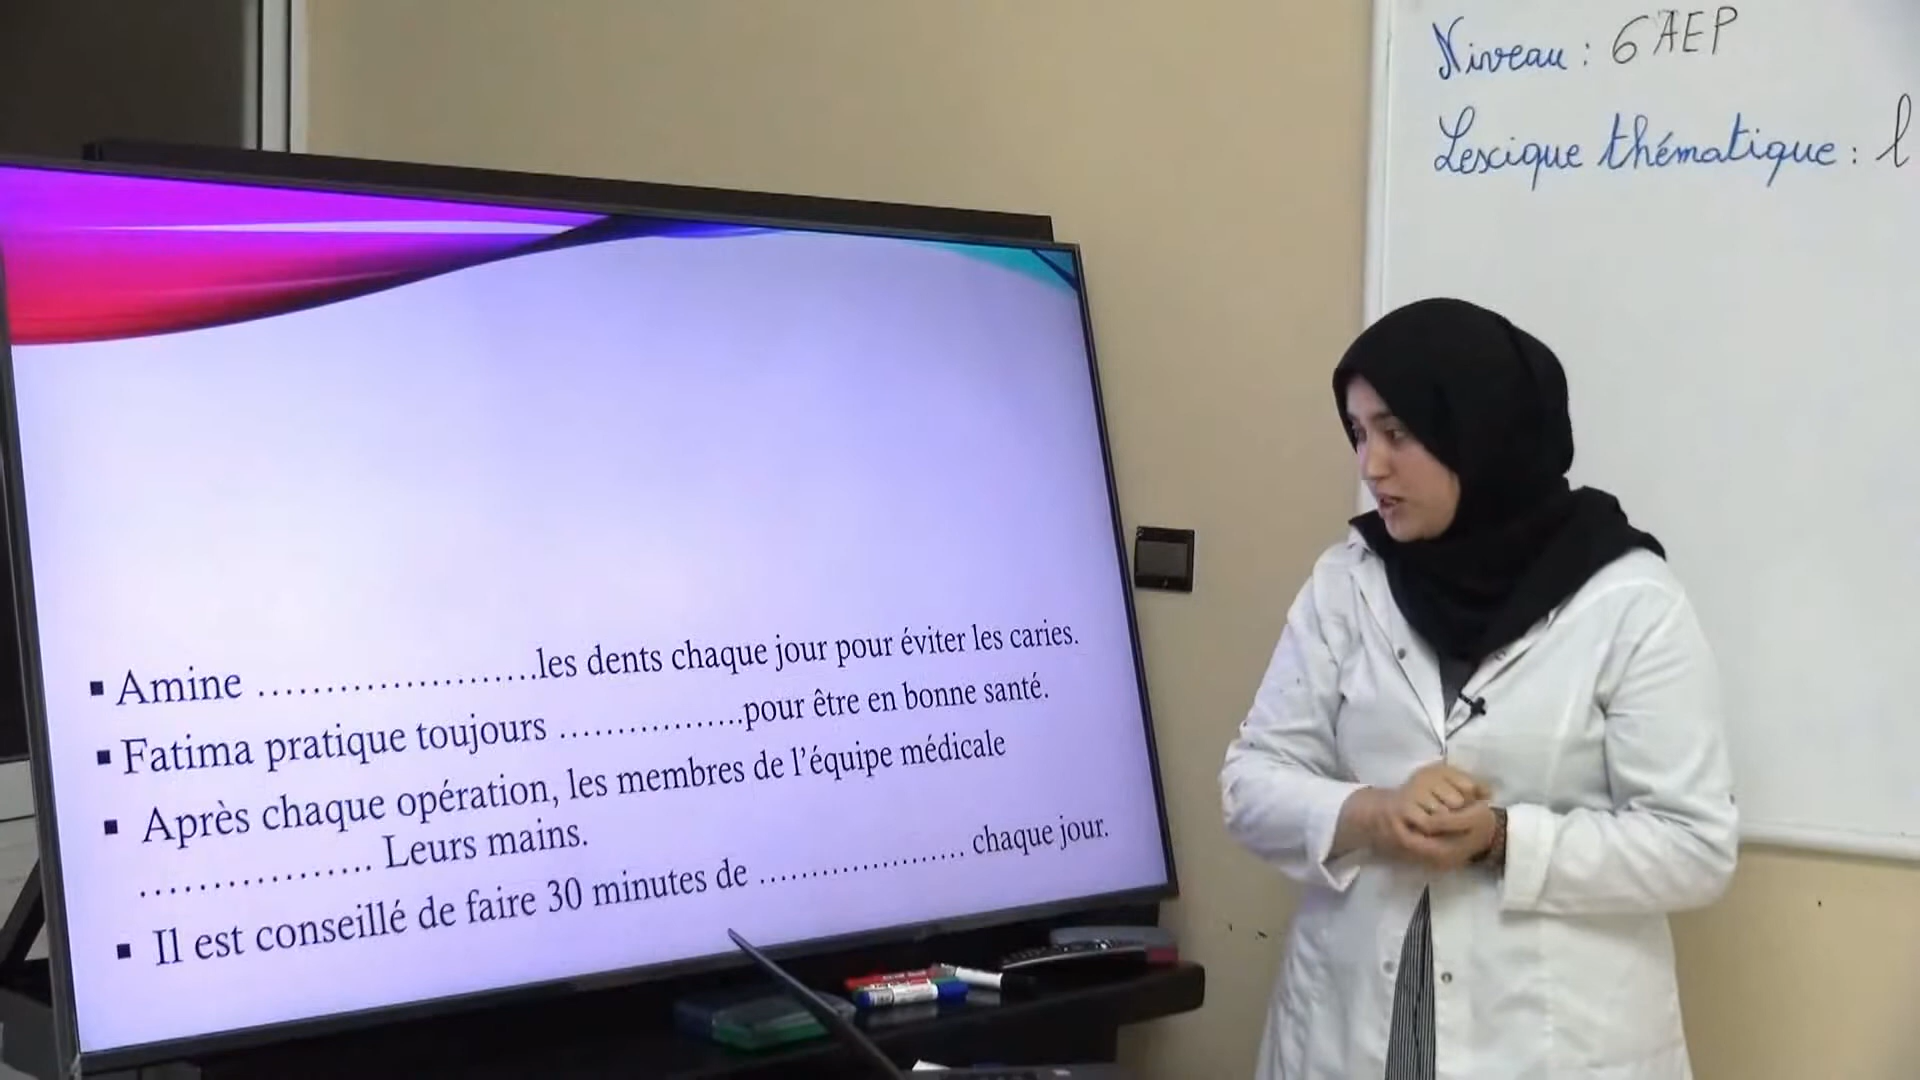 Niveau : 6 AEP
Lexique thématique : l
▪ Amine .....................les dents chaque jour pour éviter les caries.
▪ Fatima pratique toujours .................pour être en bonne santé.
▪ Après chaque opération, les membres de l'équipe médicale
.................. Leurs mains.
▪ Il est conseillé de faire 30 minutes de ................... chaque jour.